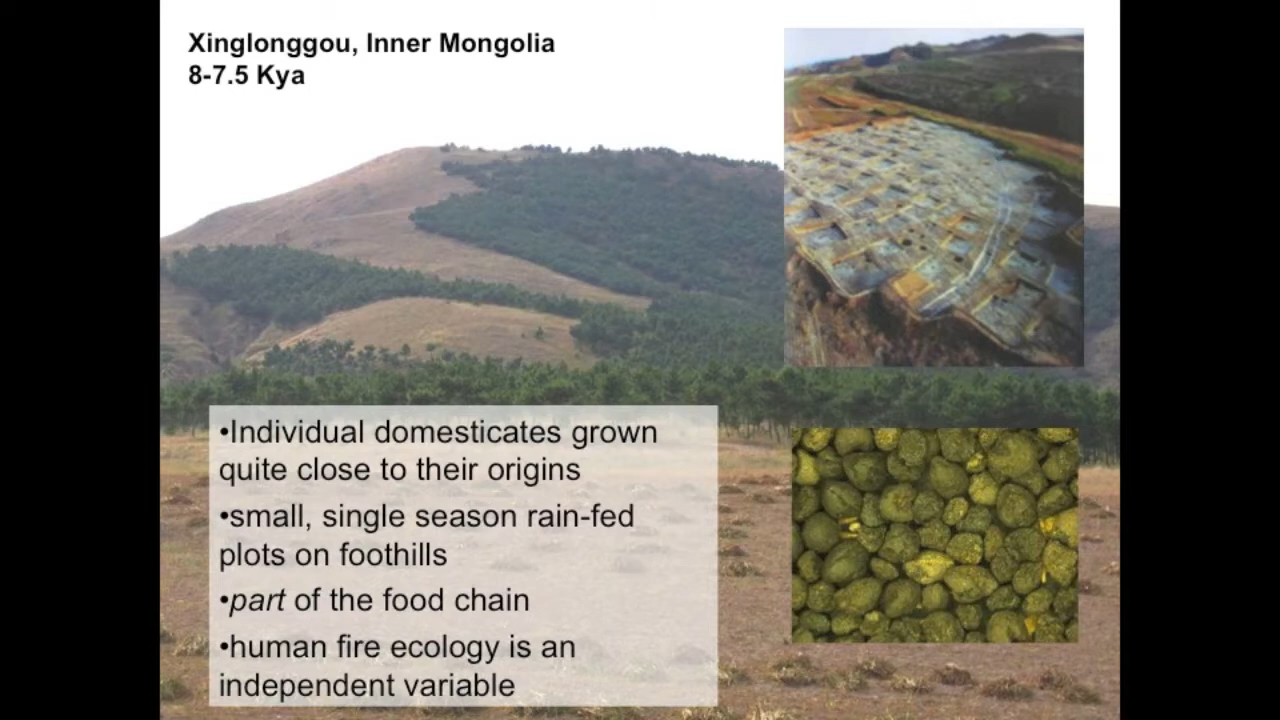 Xinglonggou, Inner Mongolia
8-7.5 Kya
•Individual domesticates grown
quite close to their origins
•small, single season rain-fed
plots on foothills
•part of the food chain
•human fire ecology is an
independent variable